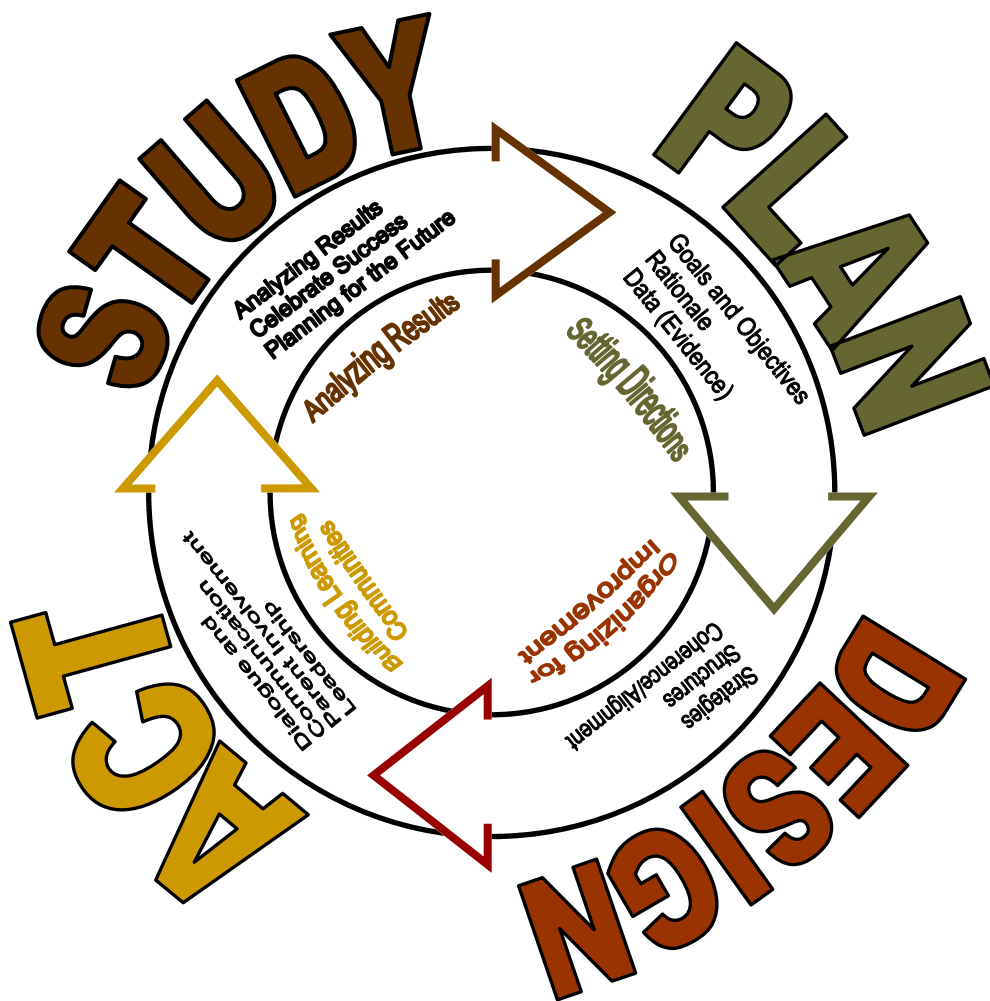 STUDY
Analyzing Results
Celebrate Success
Planning for the Future
Analyzing Results
PLAN
Goals and Objectives
Rationale
Data (Evidence)
Setting Directions
DESIGN
Strategies
Structures
Coherence/Alignment
Organizing for
Improvement
ACT
Dialogue and
Communication
Parent Involvement
Leadership
Building Learning
Communities